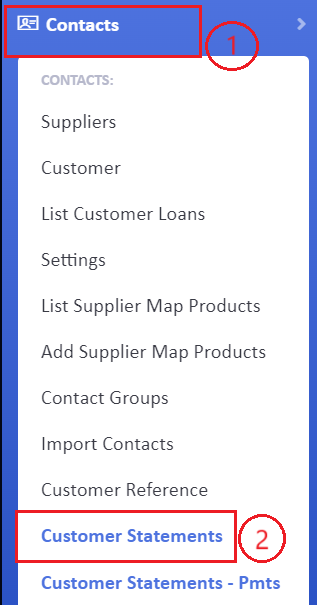 Contacts
1
CONTACTS:
Suppliers
Customer
List Customer Loans
Settings
List Supplier Map Products
Add Supplier Map Products
Contact Groups
Import Contacts
Customer Reference
Customer Statements
2
Customer Statements - Pmts